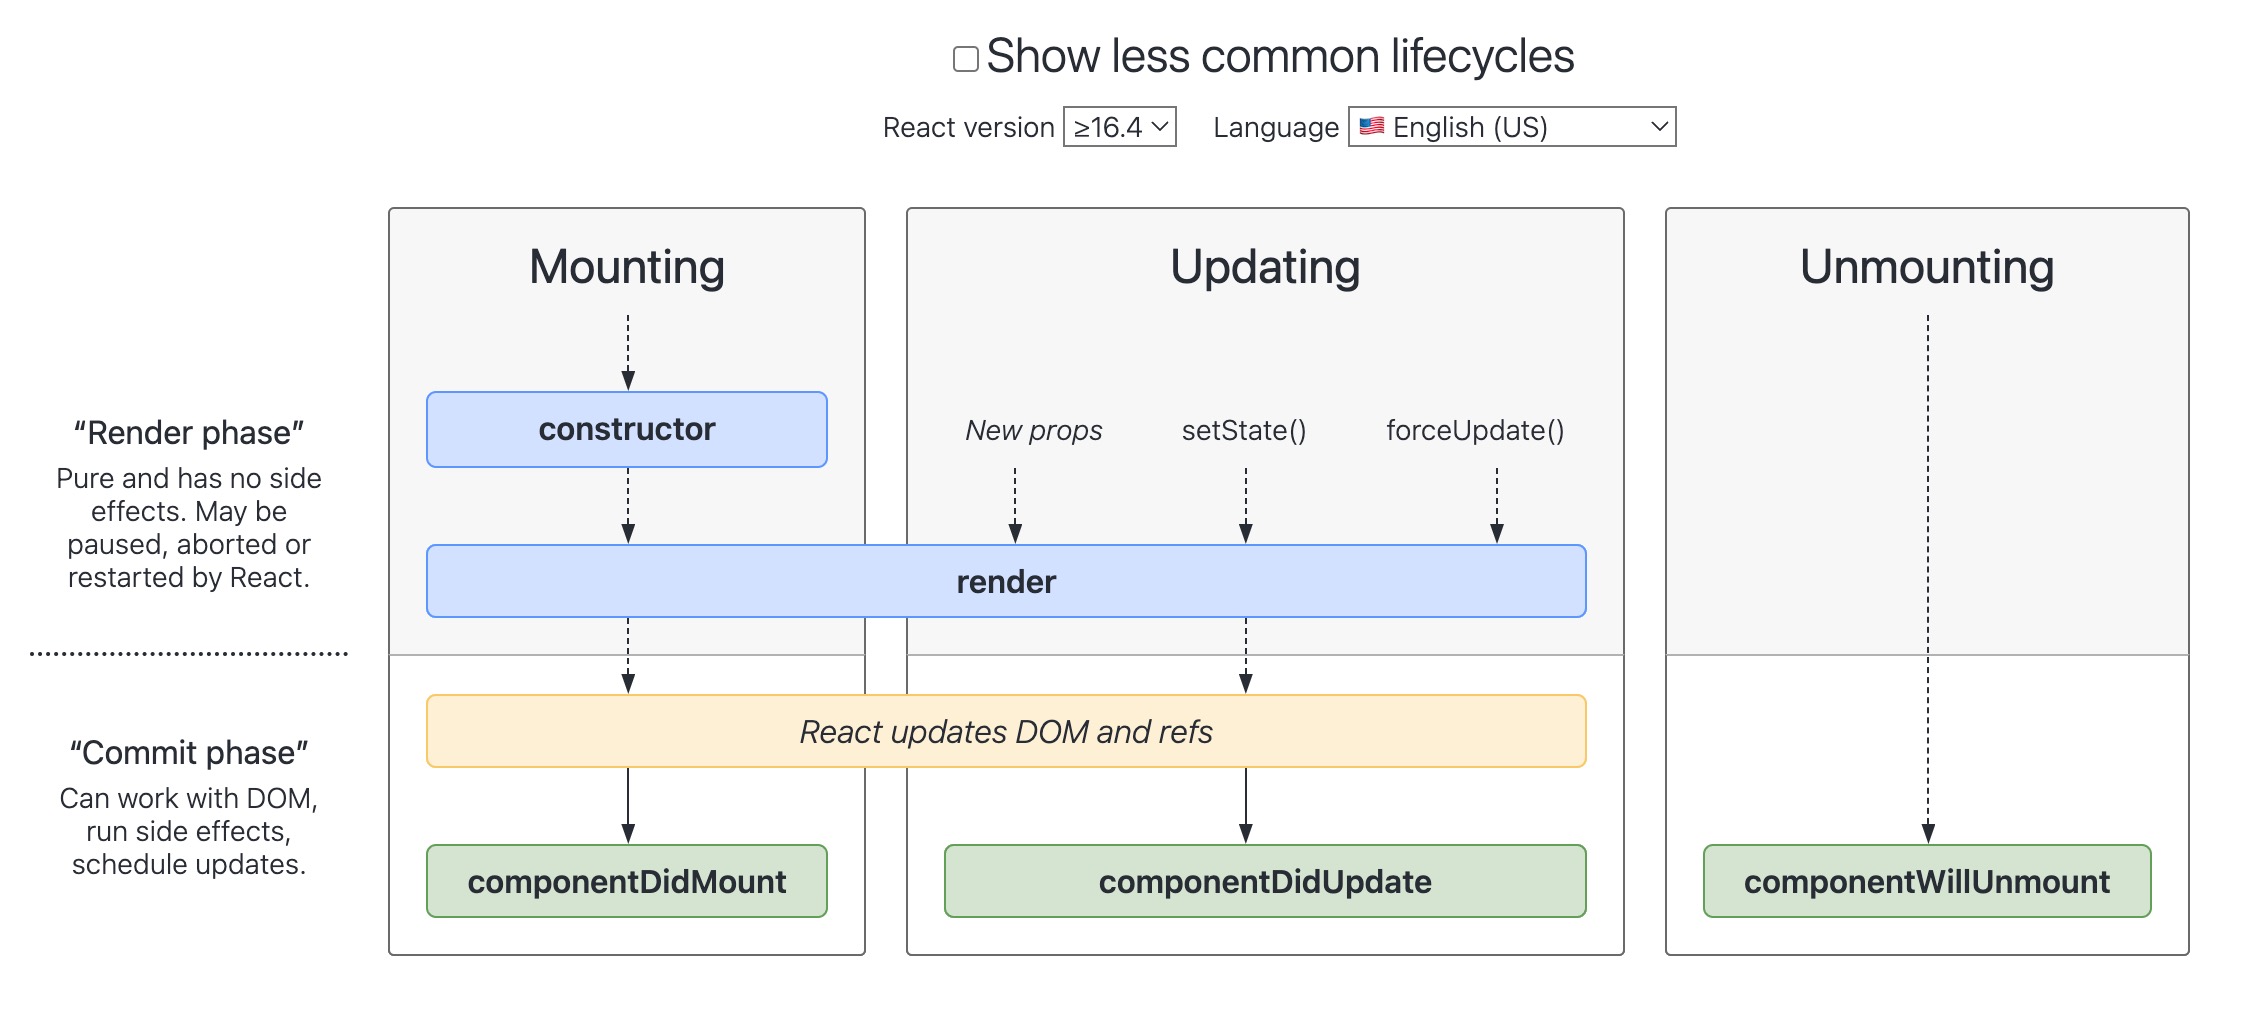 Show less common lifecycles
React version ≥16.4 Language 🇺🇸 English (US)
Mounting
Updating
Unmounting
“Render phase”
Pure and has no side
effects. May be
paused, aborted or
restarted by React.
constructor
New props
setState()
forceUpdate()
render
“Commit phase”
Can work with DOM,
run side effects,
schedule updates.
React updates DOM and refs
componentDidMount
componentDidUpdate
componentWillUnmount